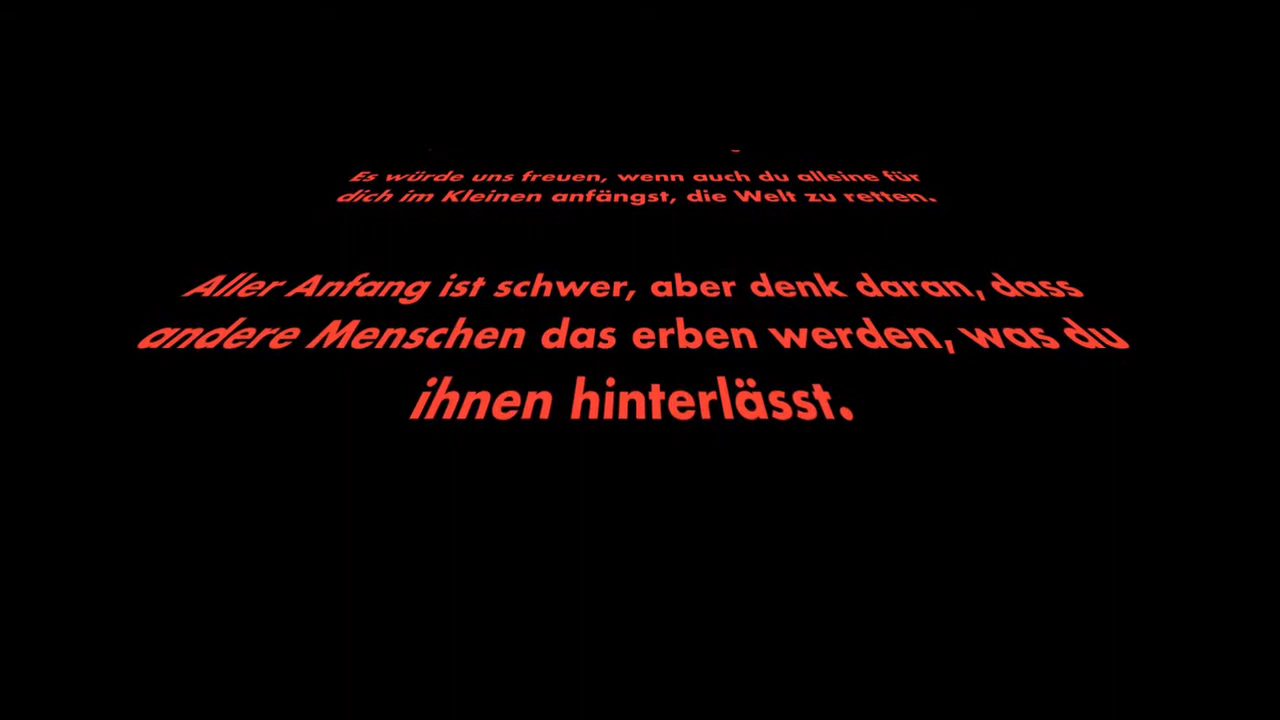 Es würde uns freuen, wenn auch du alleine für
dich im Kleinen anfängst, die Welt zu retten.
Aller Anfang ist schwer, aber denk daran, dass
andere Menschen das erben werden, was du
ihnen hinterlässt.